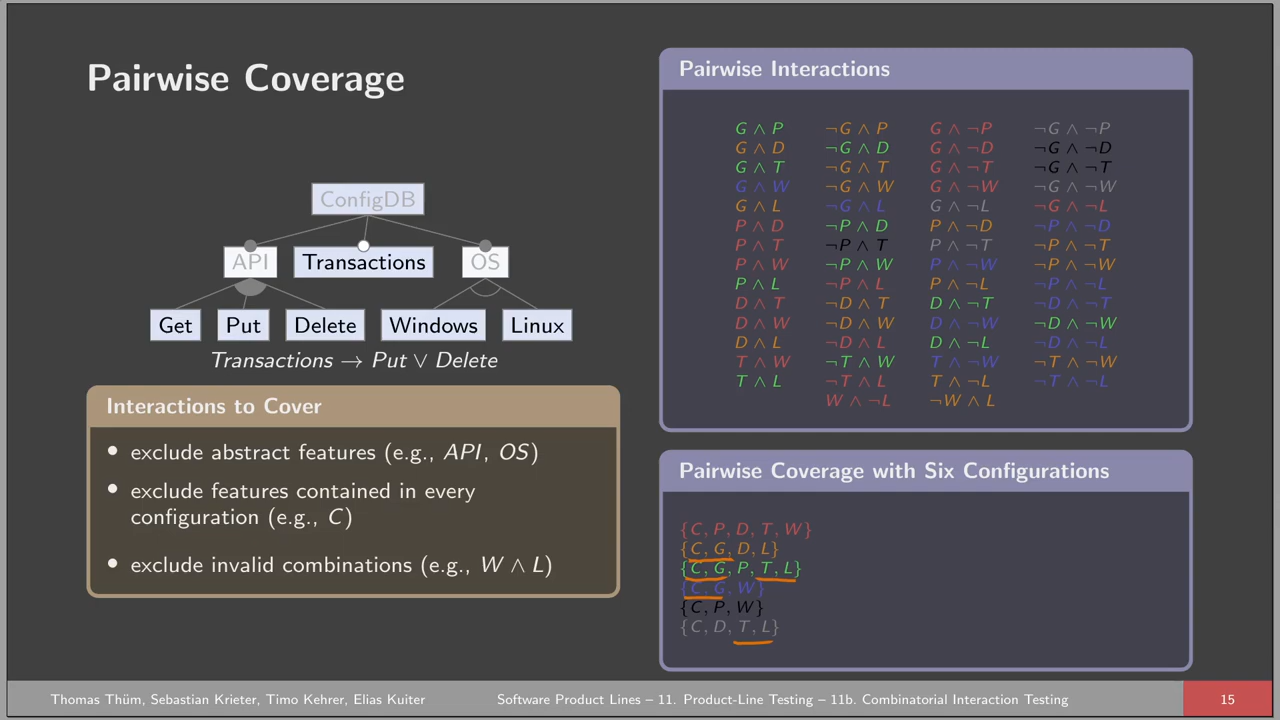 Pairwise Coverage
ConfigDB
API Transactions OS
Get Put Delete Windows Linux
Transactions → Put ∨ Delete
Interactions to Cover
• exclude abstract features (e.g., API, OS)
• exclude features contained in every
configuration (e.g., C)
• exclude invalid combinations (e.g., W ∧ L)
Pairwise Interactions
G ∧ P ¬G ∧ P G ∧ ¬P ¬G ∧ ¬P
G ∧ D ¬G ∧ D G ∧ ¬D ¬G ∧ ¬D
G ∧ T ¬G ∧ T G ∧ ¬T ¬G ∧ ¬T
G ∧ W ¬G ∧ W G ∧ ¬W ¬G ∧ ¬W
G ∧ L ¬G ∧ L G ∧ ¬L ¬G ∧ ¬L
P ∧ D ¬P ∧ D P ∧ ¬D ¬P ∧ ¬D
P ∧ T ¬P ∧ T P ∧ ¬T ¬P ∧ ¬T
P ∧ W ¬P ∧ W P ∧ ¬W ¬P ∧ ¬W
P ∧ L ¬P ∧ L P ∧ ¬L ¬P ∧ ¬L
D ∧ T ¬D ∧ T D ∧ ¬T ¬D ∧ ¬T
D ∧ W ¬D ∧ W D ∧ ¬W ¬D ∧ ¬W
D ∧ L ¬D ∧ L D ∧ ¬L ¬D ∧ ¬L
T ∧ W ¬T ∧ W T ∧ ¬W ¬T ∧ ¬W
T ∧ L ¬T ∧ L T ∧ ¬L ¬T ∧ ¬L
W ∧ ¬L ¬W ∧ L
Pairwise Coverage with Six Configurations
{C, P, D, T, W}
{C, G, D, L}
{C, G, P, T, L}
{C, G, W}
{C, P, W}
{C, D, T, L}
Thomas Thüm, Sebastian Krieter, Timo Kehrer, Elias Kuiter Software Product Lines – 11. Product-Line Testing – 11b. Combinatorial Interaction Testing 15